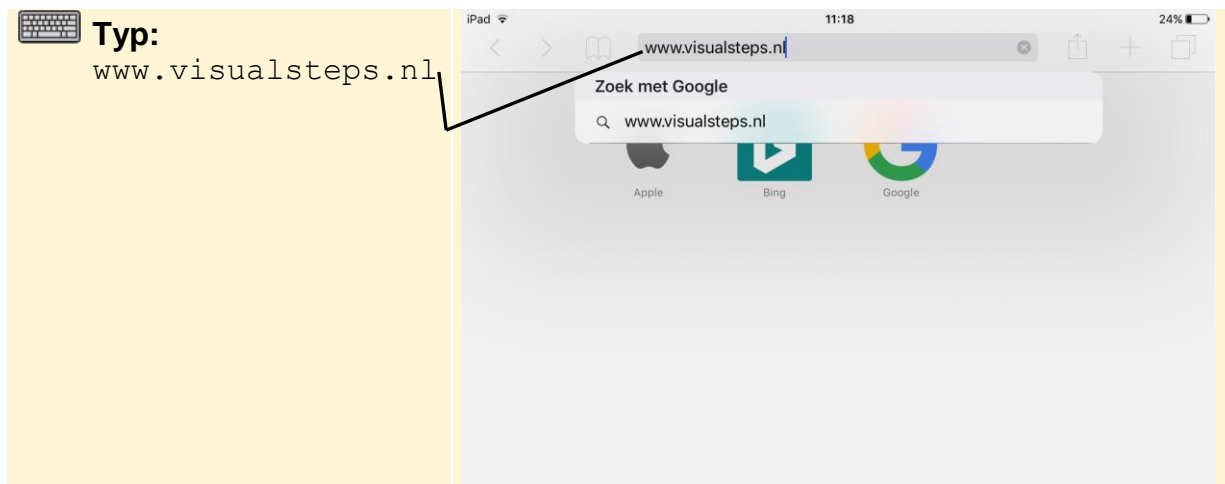 Typ:
www.visualsteps.nl
iPad 11:18 24%
www.visualsteps.nl
Zoek met Google
www.visualsteps.nl
Apple Bing Google